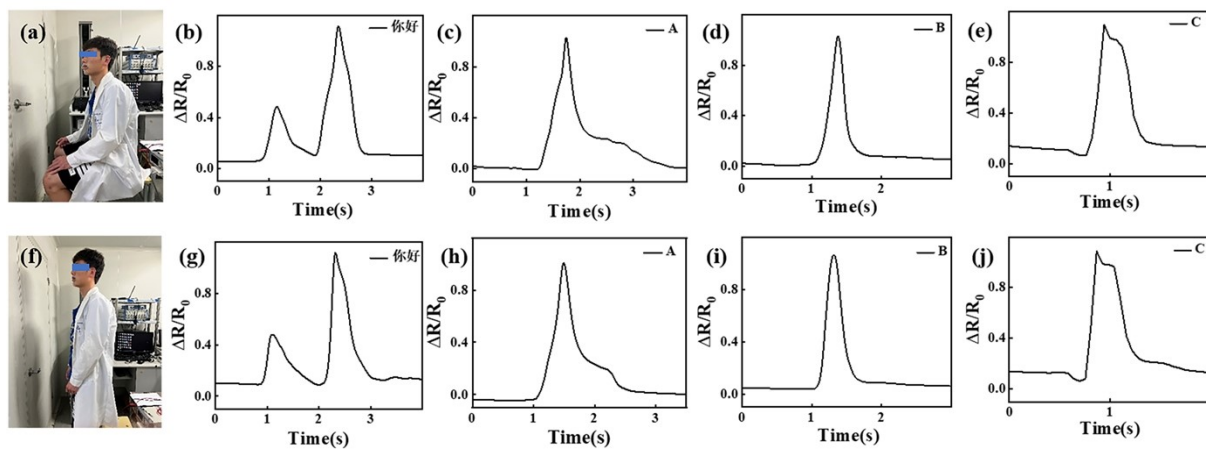 (a)
(b)
你好
ΔR/R0
0.8
0.4
0.0
0 1 2 3
Time(s)
(c)
A
ΔR/R0
0.8
0.4
0.0
0 1 2 3
Time(s)
(d)
B
ΔR/R0
0.8
0.4
0.0
0 1 2
Time(s)
(e)
C
ΔR/R0
0.8
0.4
0.0
0 1
Time(s)
(f)
(g)
你好
ΔR/R0
0.8
0.4
0.0
0 1 2 3
Time(s)
(h)
A
ΔR/R0
0.8
0.4
0.0
0 1 2 3
Time(s)
(i)
B
ΔR/R0
0.8
0.4
0.0
0 1 2
Time(s)
(j)
C
ΔR/R0
0.8
0.4
0.0
0 1
Time(s)